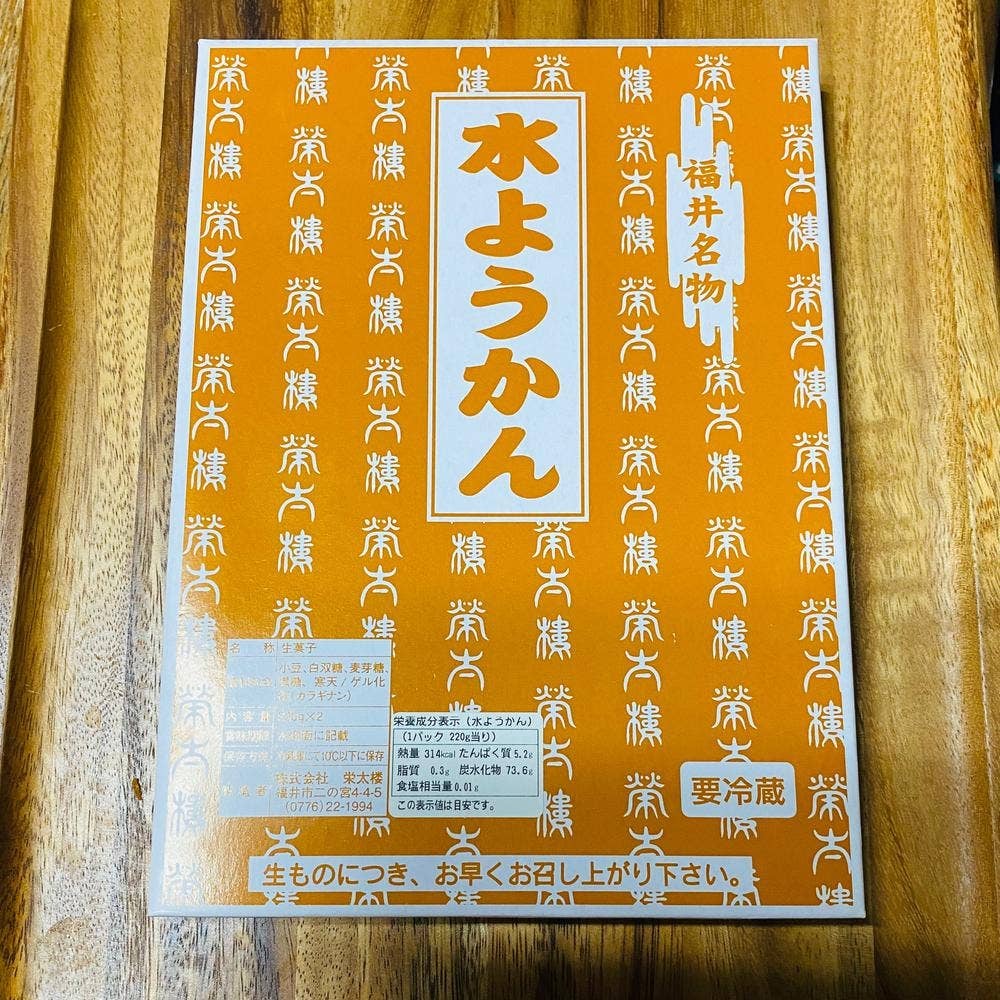 水ようかん
福井名物
榮太樓
名 称 生菓子
小豆、白双糖、麦芽糖、
寒天/ゲル化
カラギナン)
内容量 ×2
に記載
10℃以下に保存
株式会社 栄太楼
福井市二の宮4-4-5
(0776)22-1994
栄養成分表示(水ようかん)
(1パック 220g当り)
熱量 314kcal たんぱく質 5.2g
脂質 0.3g 炭水化物 73.6g
食塩相当量 0.01g
この表示値は目安です。
要冷蔵
生ものにつき、お早くお召し上がり下さい。